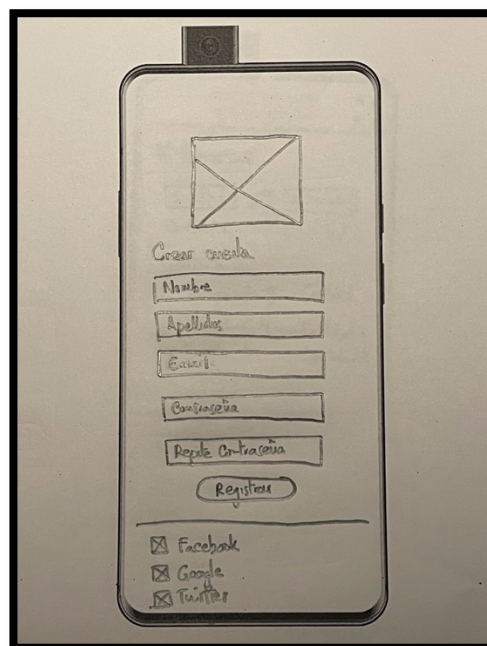 Crear cuenta
Nombre
Apellidos
Email
Contraseña
Repite Contraseña
Registrar
Facebook
Google
Twitter